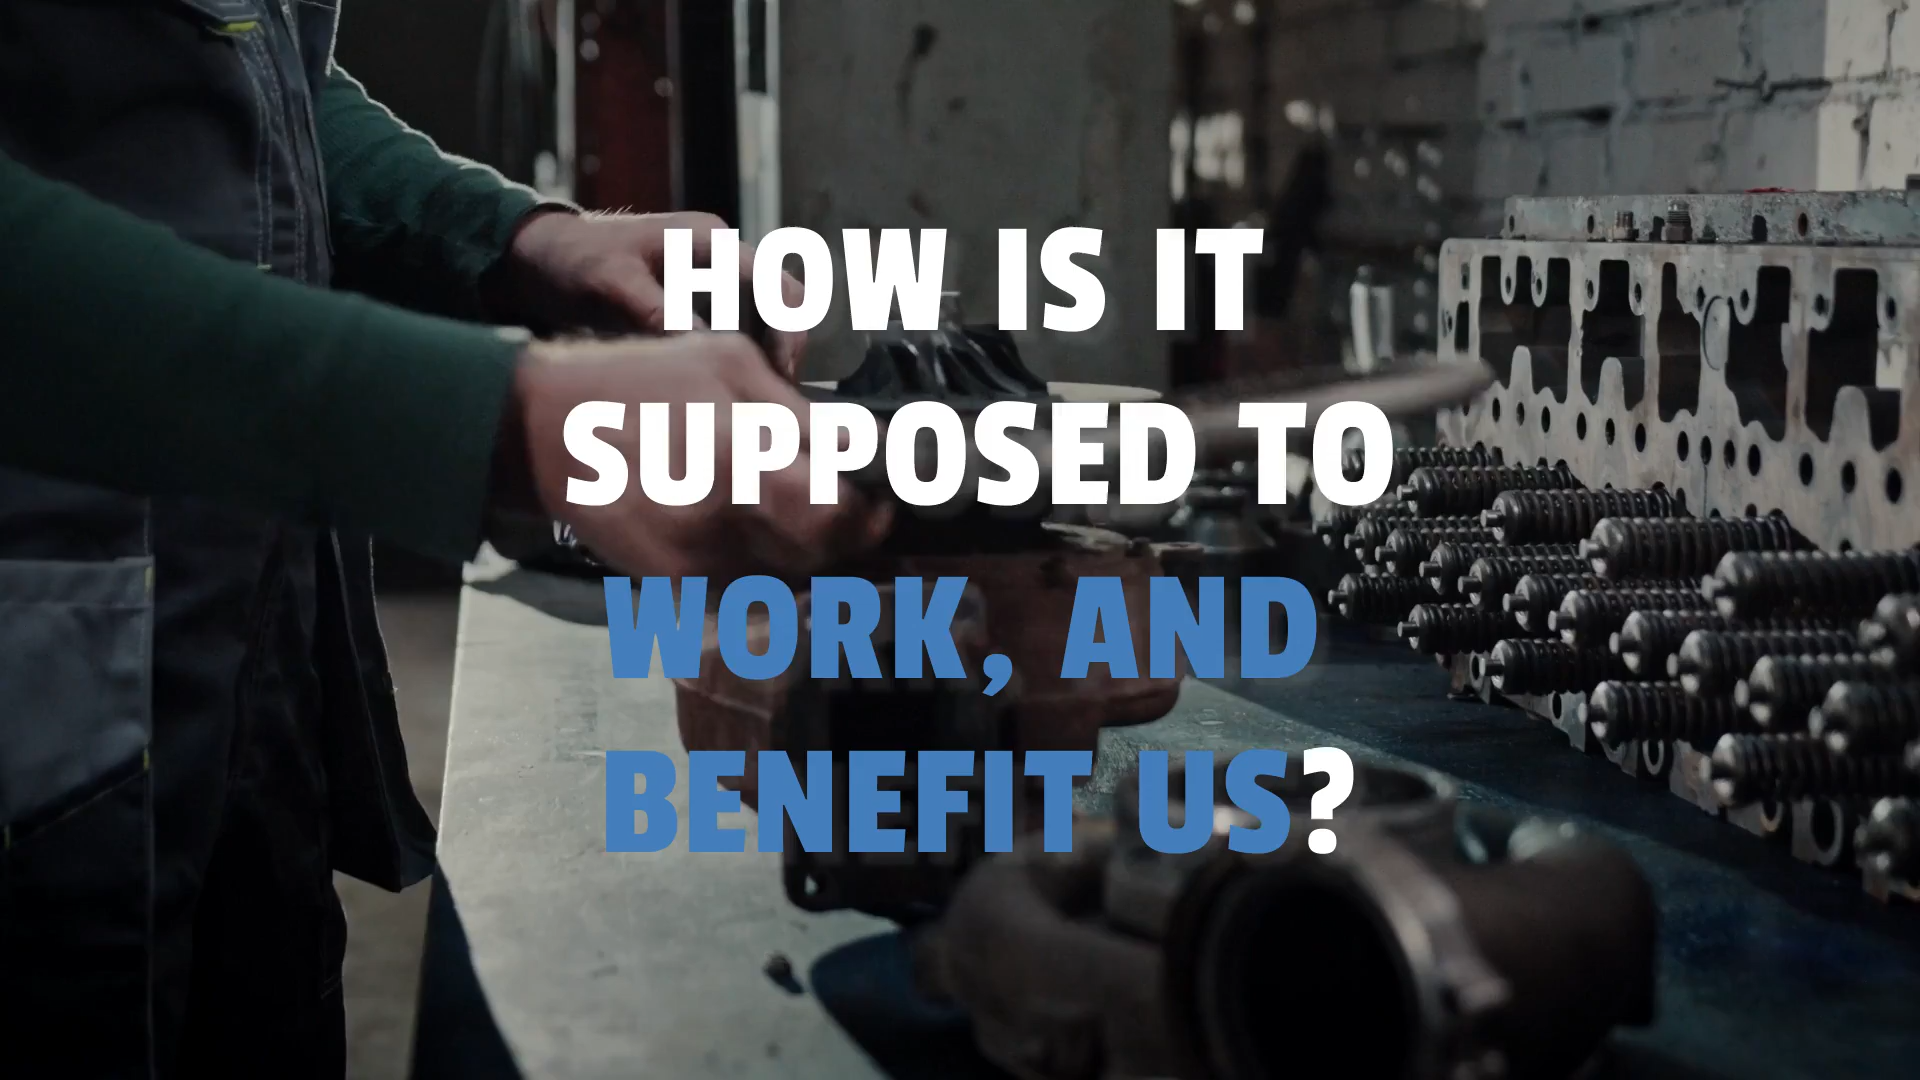 HOW IS IT
SUPPOSED TO
WORK, AND
BENEFIT US?